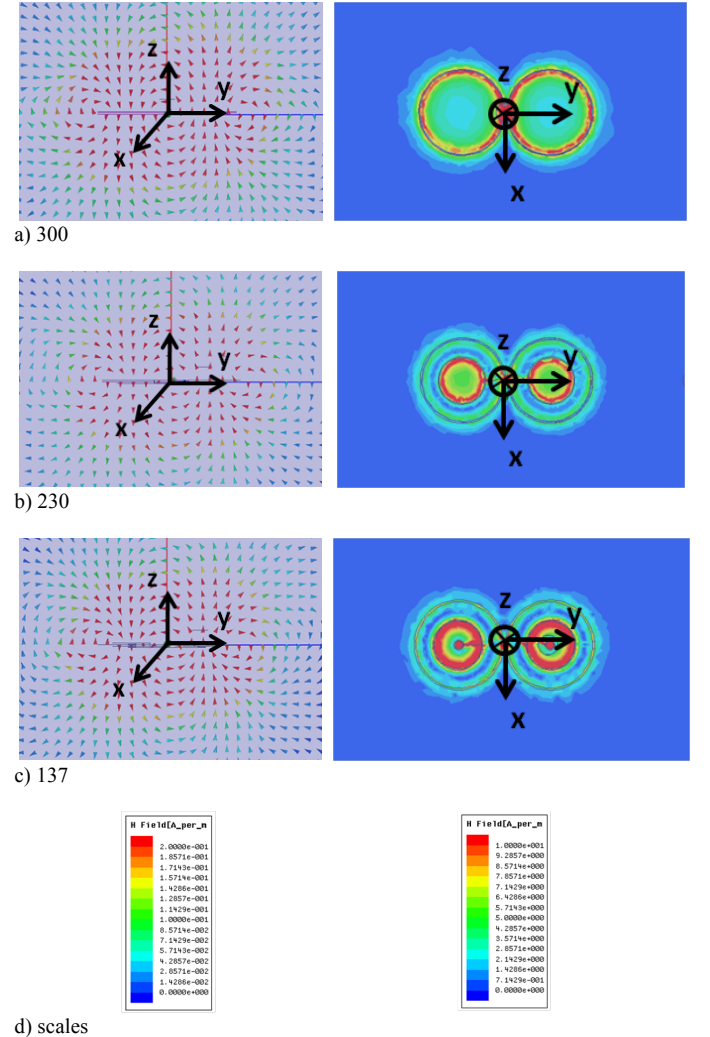 z
y
x
z
y
x
a) 300
z
y
x
z
y
x
b) 230
z
y
x
z
y
x
c) 137
H Field[A_per_m
2.0000e-001
1.8571e-001
1.7143e-001
1.5714e-001
1.4286e-001
1.2857e-001
1.1429e-001
1.0000e-001
8.5714e-002
7.1429e-002
5.7143e-002
4.2857e-002
2.8571e-002
1.4286e-002
0.0000e+000
H Field[A_per_m
1.0000e+001
9.2857e+000
8.5714e+000
7.8571e+000
7.1429e+000
6.4286e+000
5.7143e+000
5.0000e+000
4.2857e+000
3.5714e+000
2.8571e+000
2.1429e+000
1.4286e+000
7.1429e-001
0.0000e+000
d) scales